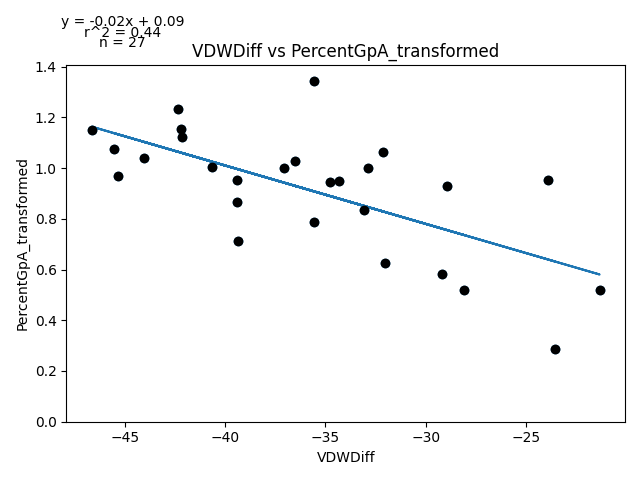 y = -0.02x + 0.09
r^2 = 0.44
n = 27
VDWDiff vs PercentGpA_transformed
1.4
1.2
1.0
0.8
0.6
0.4
0.2
0.0
PercentGpA_transformed
−45
−40
−35
−30
−25
VDWDiff